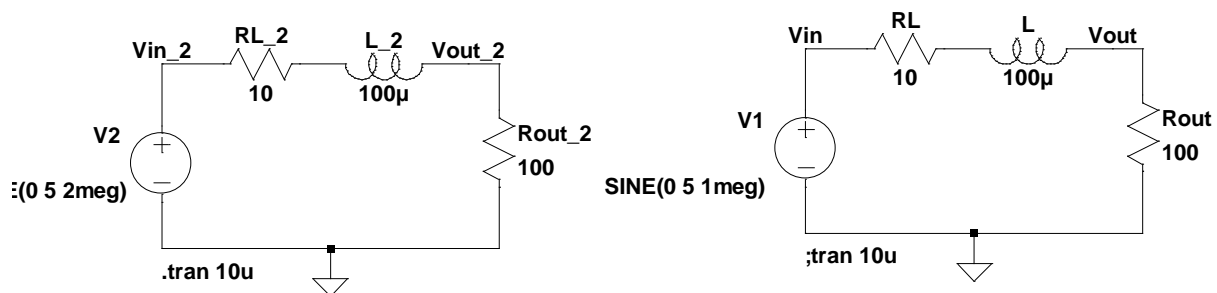 RL_2
L_2
Vin_2
Vout_2
10
100µ
V2
Rout_2
100
E(0 5 2meg)
.tran 10u
RL
L
Vin
Vout
10
100µ
V1
Rout
100
SINE(0 5 1meg)
;tran 10u